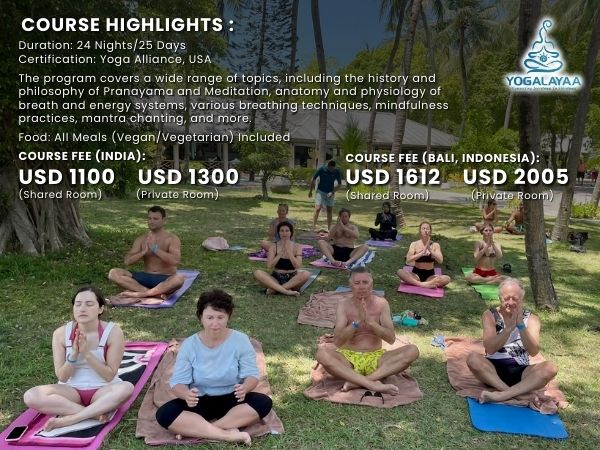 COURSE HIGHLIGHTS :
Duration: 24 Nights/25 Days
Certification: Yoga Alliance, USA
The program covers a wide range of topics, including the history and
philosophy of Pranayama and Meditation, anatomy and physiology of
breath and energy systems, various breathing techniques, mindfulness
practices, mantra chanting, and more.
Food: All Meals (Vegan/Vegetarian) Included
COURSE FEE (INDIA):
USD 1100 USD 1300
(Shared Room) (Private Room)
COURSE FEE (BALI, INDONESIA):
USD 1612 USD 2005
(Shared Room) (Private Room)
YOGALAYAA